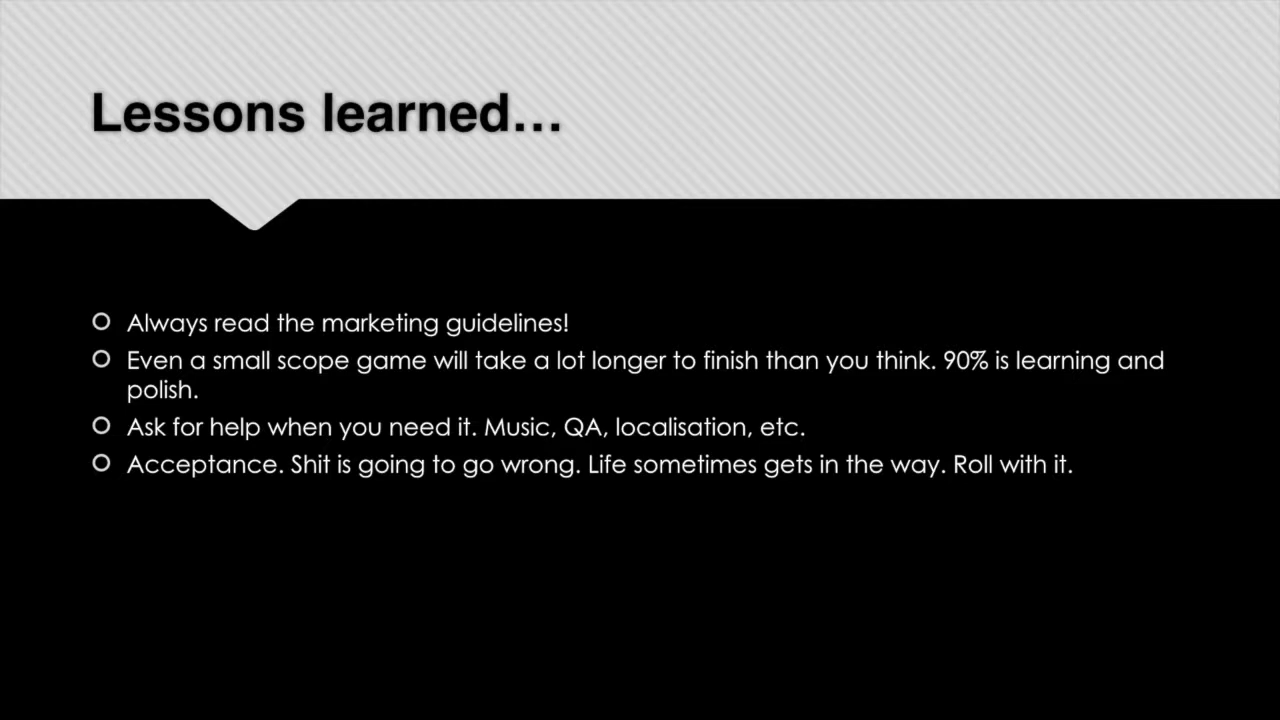 Lessons learned…
Always read the marketing guidelines!
Even a small scope game will take a lot longer to finish than you think. 90% is learning and
polish.
Ask for help when you need it. Music, QA, localisation, etc.
Acceptance. Shit is going to go wrong. Life sometimes gets in the way. Roll with it.